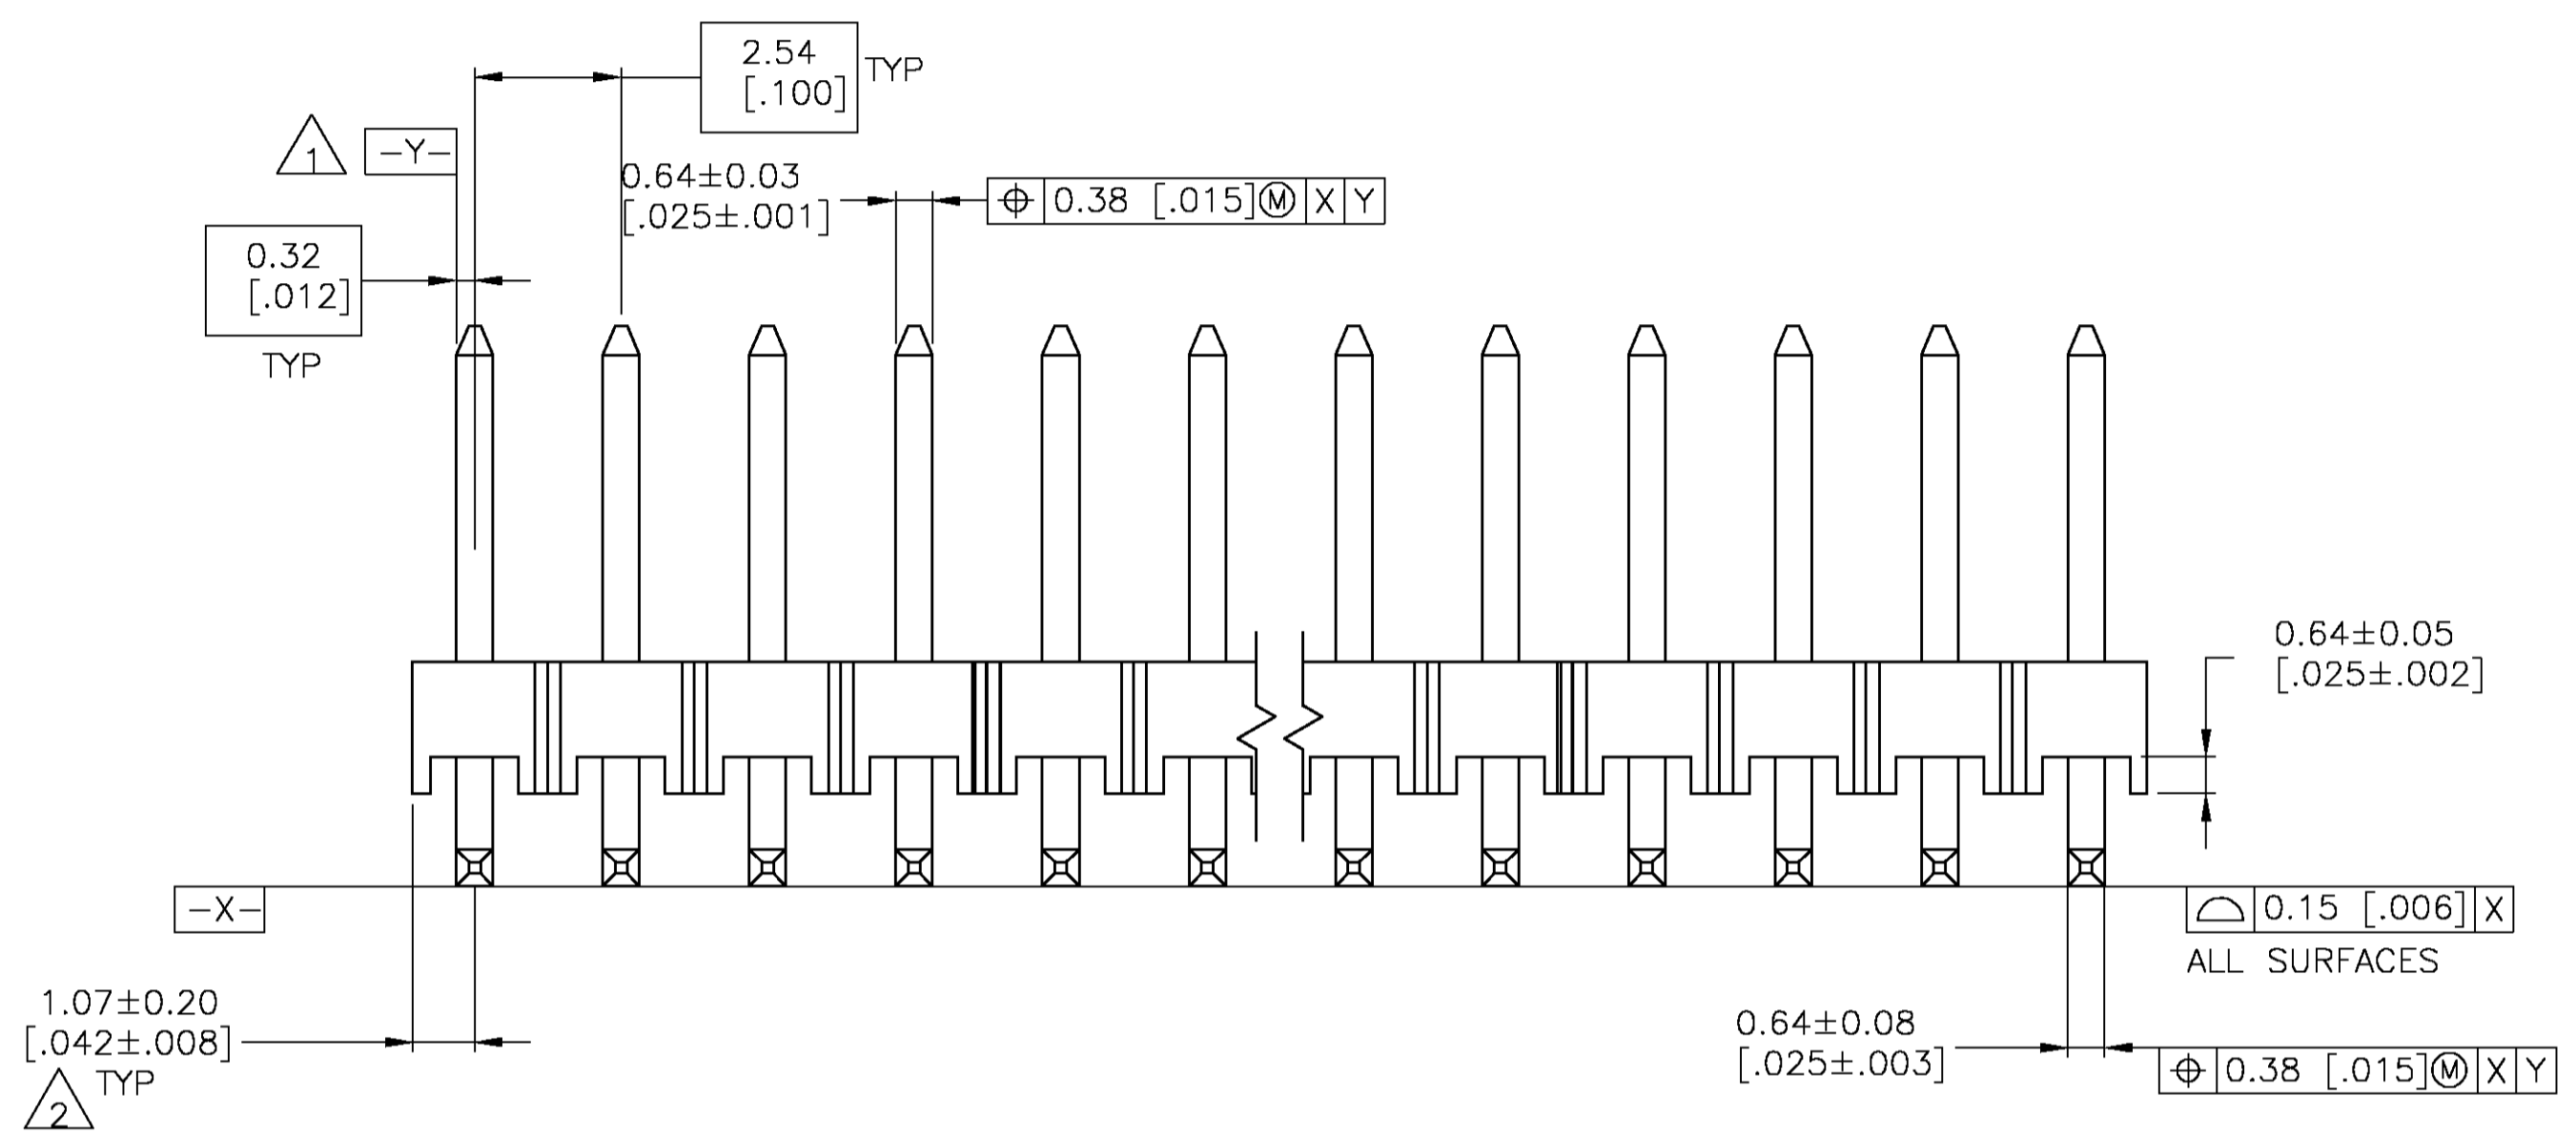 2.54
[.100]
TYP
1
-Y-
0.64±0.03
[.025±.001]
⌖ 0.38 [.015]Ⓜ X Y
0.32
[.012]
TYP
0.64±0.05
[.025±.002]
-X-
⌓ 0.15 [.006] X
ALL SURFACES
1.07±0.20
[.042±.008]
TYP
2
0.64±0.08
[.025±.003]
⌖ 0.38 [.015]Ⓜ X Y